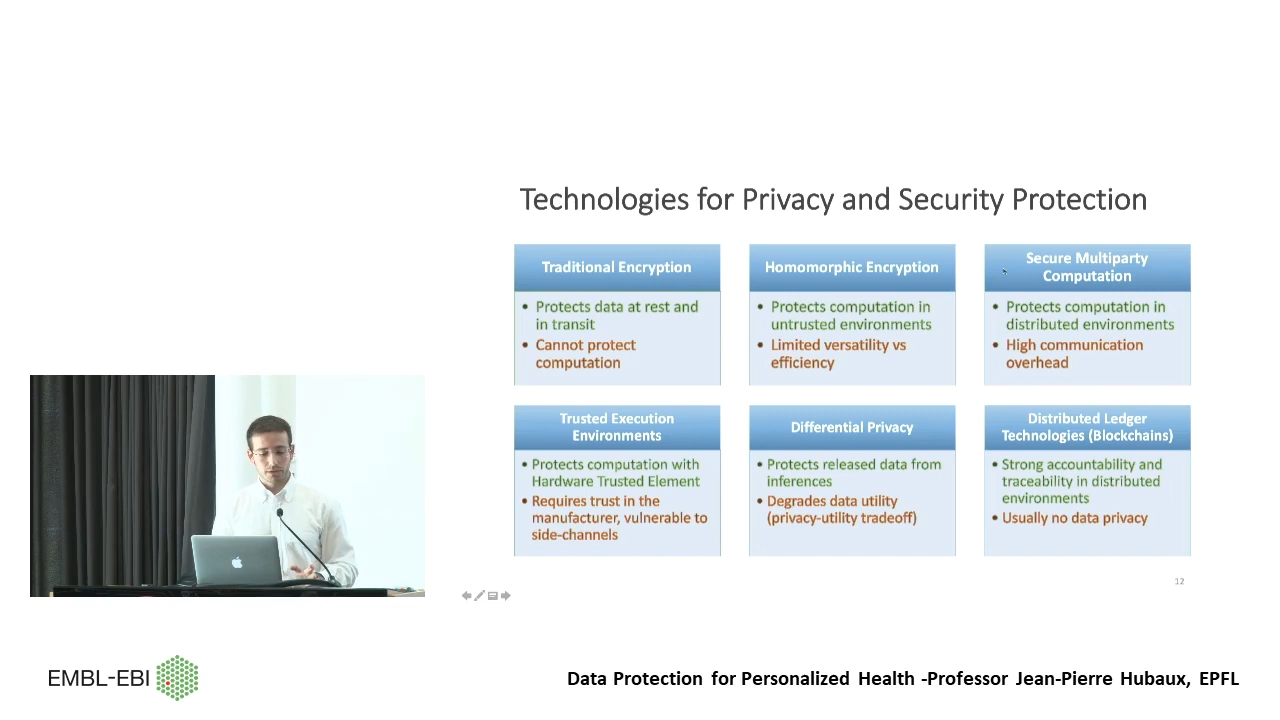 Technologies for Privacy and Security Protection
Traditional Encryption
• Protects data at rest and
in transit
• Cannot protect
computation
Homomorphic Encryption
• Protects computation in
untrusted environments
• Limited versatility vs
efficiency
Secure Multiparty
Computation
• Protects computation in
distributed environments
• High communication
overhead
Trusted Execution
Environments
• Protects computation with
Hardware Trusted Element
• Requires trust in the
manufacturer, vulnerable to
side-channels
Differential Privacy
• Protects released data from
inferences
• Degrades data utility
(privacy-utility tradeoff)
Distributed Ledger
Technologies (Blockchains)
• Strong accountability and
traceability in distributed
environments
• Usually no data privacy
12
EMBL-EBI
Data Protection for Personalized Health -Professor Jean-Pierre Hubaux, EPFL